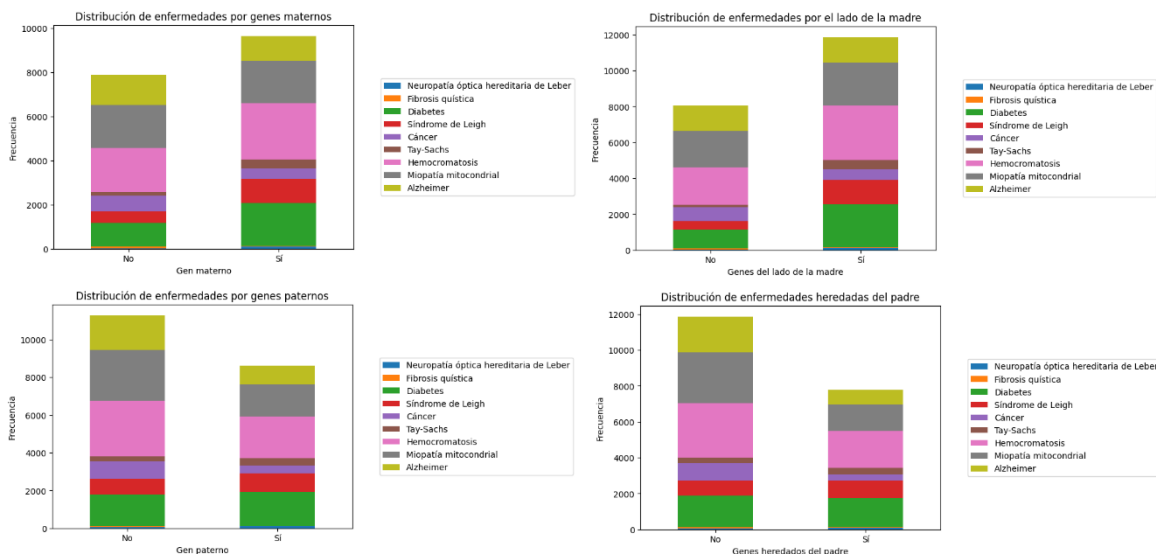 Distribución de enfermedades por genes maternos
10000
8000
6000
4000
2000
0
Frecuencia
No
Sí
Gen materno
Neuropatía óptica hereditaria de Leber
Fibrosis quística
Diabetes
Síndrome de Leigh
Cáncer
Tay-Sachs
Hemocromatosis
Miopatía mitocondrial
Alzheimer
Distribución de enfermedades por el lado de la madre
12000
10000
8000
6000
4000
2000
0
Frecuencia
No
Sí
Genes del lado de la madre
Neuropatía óptica hereditaria de Leber
Fibrosis quística
Diabetes
Síndrome de Leigh
Cáncer
Tay-Sachs
Hemocromatosis
Miopatía mitocondrial
Alzheimer
Distribución de enfermedades por genes paternos
10000
8000
6000
4000
2000
0
Frecuencia
No
Sí
Gen paterno
Neuropatía óptica hereditaria de Leber
Fibrosis quística
Diabetes
Síndrome de Leigh
Cáncer
Tay-Sachs
Hemocromatosis
Miopatía mitocondrial
Alzheimer
Distribución de enfermedades heredadas del padre
12000
10000
8000
6000
4000
2000
0
Frecuencia
No
Sí
Genes heredados del padre
Neuropatía óptica hereditaria de Leber
Fibrosis quística
Diabetes
Síndrome de Leigh
Cáncer
Tay-Sachs
Hemocromatosis
Miopatía mitocondrial
Alzheimer